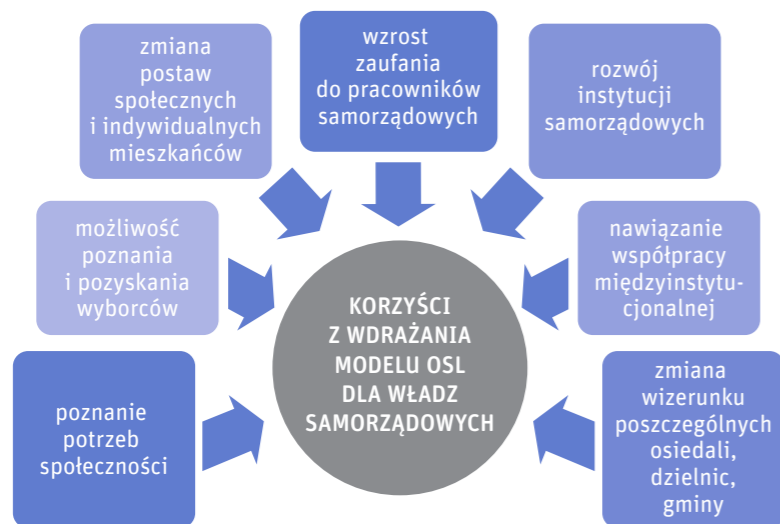 zmiana
postaw
społecznych
i indywidualnych
mieszkańców
wzrost
zaufania
do pracowników
samorządowych
rozwój
instytucji
samorządowych
możliwość
poznania
i pozyskania
wyborców
nawiązanie
współpracy
międzyinstytu-
cjonalnej
KORZYŚCI
Z WDRAŻANIA
MODELU OSL
DLA WŁADZ
SAMORZĄDOWYCH
poznanie
potrzeb
społeczności
zmiana
wizerunku
poszczególnych
osiedali,
dzielnic,
gminy